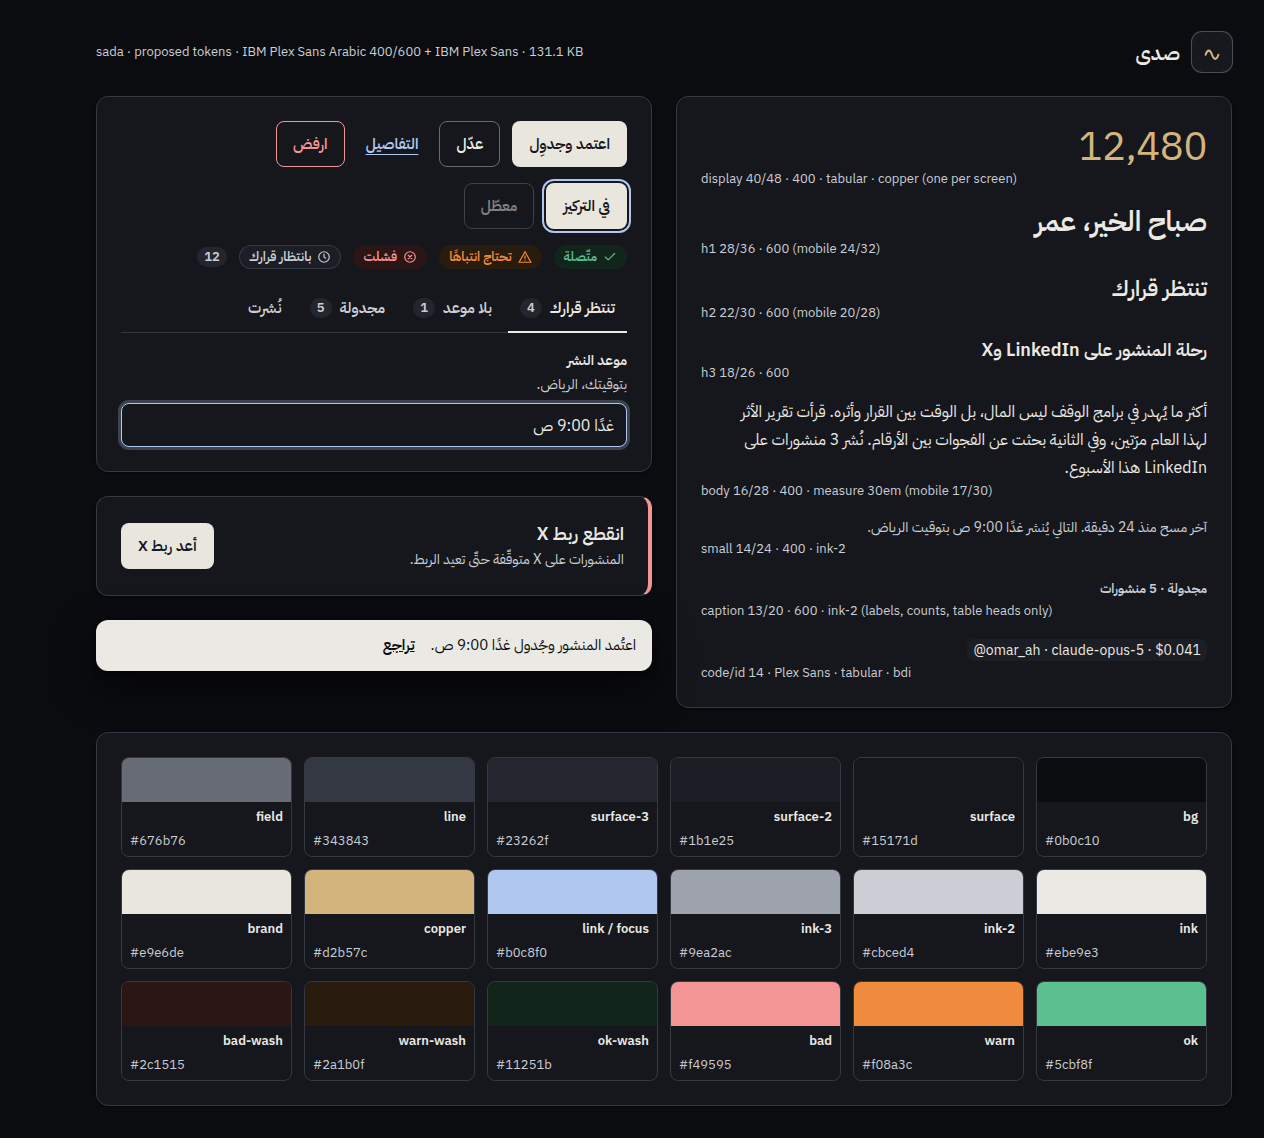 صدى
sada · proposed tokens · IBM Plex Sans Arabic 400/600 + IBM Plex Sans · 131.1 KB
12,480
display 40/48 · 400 · tabular · copper (one per screen)
صباح الخير، عمر
h1 28/36 · 600 (mobile 24/32)
تنتظر قرارك
h2 22/30 · 600 (mobile 20/28)
رحلة المنشور على LinkedIn وX
h3 18/26 · 600
أكثر ما يُهدر في برامج الوقف ليس المال، بل الوقت بين القرار وأثره. قرأت تقرير الأثر
لهذا العام مرّتين، وفي الثانية بحثت عن الفجوات بين الأرقام. نُشر 3 منشورات على
LinkedIn هذا الأسبوع.
body 16/28 · 400 · measure 30em (mobile 17/30)
آخر مسح منذ 24 دقيقة. التالي يُنشر غدًا 9:00 ص بتوقيت الرياض.
small 14/24 · 400 · ink-2
مجدولة · 5 منشورات
caption 13/20 · 600 · ink-2 (labels, counts, table heads only)
@omar_ah · claude-opus-5 · $0.041
code/id 14 · Plex Sans · tabular · bdi
اعتمد وجدوِل
عدّل
التفاصيل
ارفض
في التركيز
معطّل
متّصلة
تحتاج انتباهًا
فشلت
بانتظار قرارك
12
تنتظر قرارك 4
بلا موعد 1
مجدولة 5
نُشرت
موعد النشر
بتوقيتك، الرياض.
غدًا 9:00 ص
انقطع ربط X
المنشورات على X متوقّفة حتّى تعيد الربط.
أعد ربط X
اعتُمد المنشور وجُدول غدًا 9:00 ص.
تراجع
bg
#0b0c10
surface
#15171d
surface-2
#1b1e25
surface-3
#23262f
line
#343843
field
#676b76
ink
#ebe9e3
ink-2
#cbced4
ink-3
#9ea2ac
link / focus
#b0c8f0
copper
#d2b57c
brand
#e9e6de
ok
#5cbf8f
warn
#f08a3c
bad
#f49595
ok-wash
#11251b
warn-wash
#2a1b0f
bad-wash
#2c1515